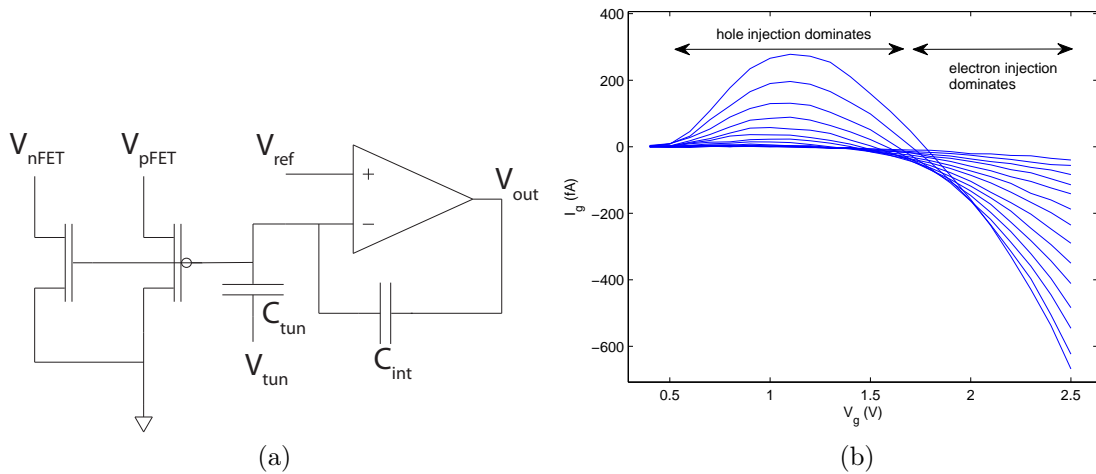 V_nFET
V_pFET
V_ref
+
−
V_out
C_tun
V_tun
C_int
(a)
400
200
0
−200
−400
−600
I_g (fA)
hole injection dominates
electron injection
dominates
0.5
1
1.5
2
2.5
V_g (V)
(b)